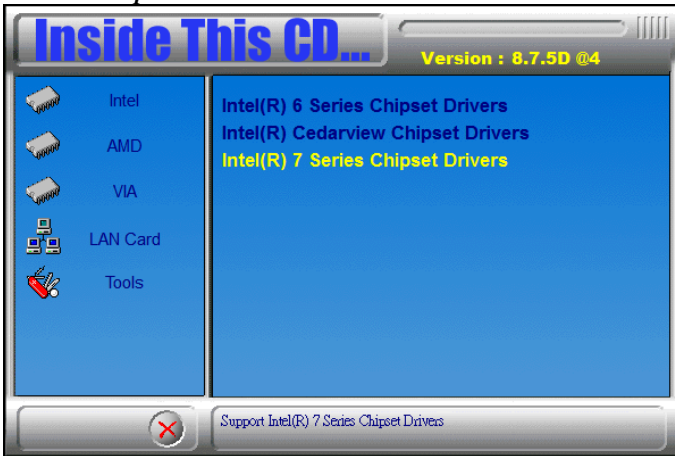 Inside This CD...
Version : 8.7.5D @4
Intel
AMD
VIA
LAN Card
Tools
Intel(R) 6 Series Chipset Drivers
Intel(R) Cedarview Chipset Drivers
Intel(R) 7 Series Chipset Drivers
Support Intel(R) 7 Series Chipset Drivers